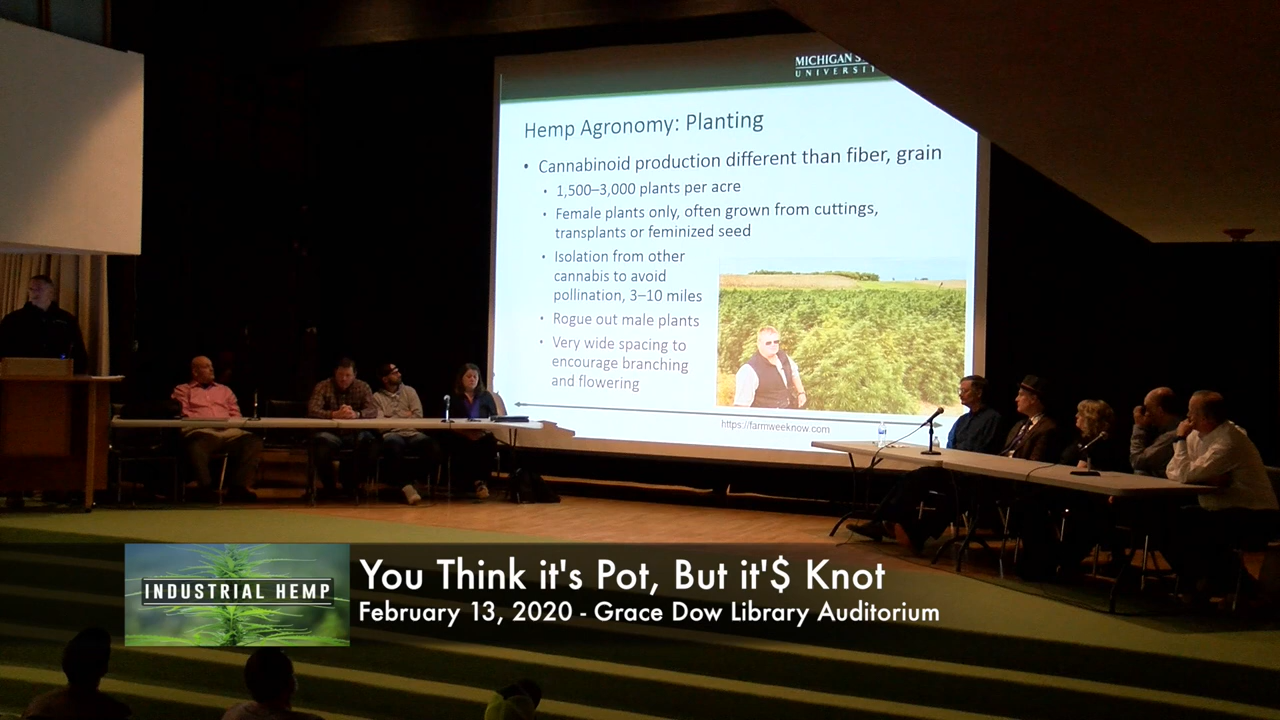 MICHIGAN
UNIVERSIT
Hemp Agronomy: Planting
• Cannabinoid production different than fiber, grain
• 1,500–3,000 plants per acre
• Female plants only, often grown from cuttings,
transplants or feminized seed
• Isolation from other
cannabis to avoid
pollination, 3–10 miles
• Rogue out male plants
• Very wide spacing to
encourage branching
and flowering
https://farmweeknow.com
INDUSTRIAL HEMP
You Think it's Pot, But it'$ Knot
February 13, 2020 - Grace Dow Library Auditorium